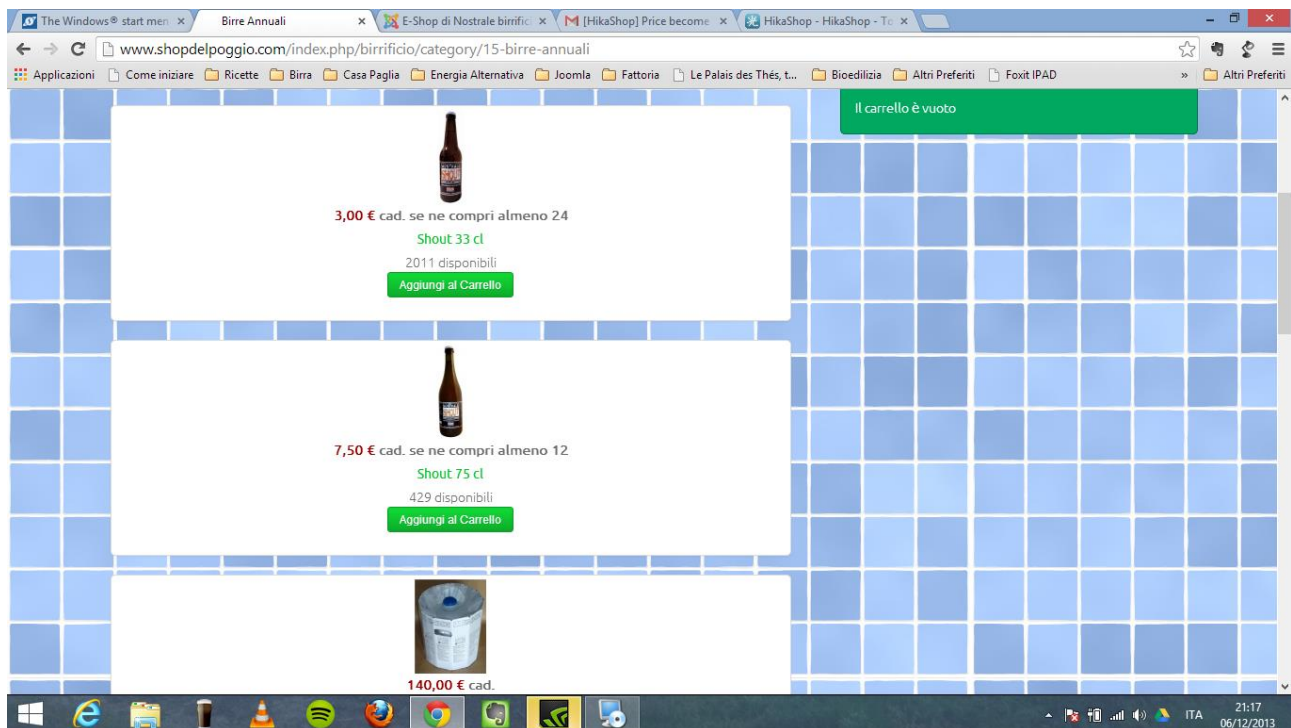 The Windows® start men
Birre Annuali
E-Shop di Nostrale birrific
[HikaShop] Price become
HikaShop - HikaShop - To
www.shopdelpoggio.com/index.php/birrificio/category/15-birre-annuali
Applicazioni Come iniziare Ricette Birra Casa Paglia Energia Alternativa Joomla Fattoria Le Palais des Thés, t... Bioedilizia Altri Preferiti Foxit IPAD » Altri Preferiti
Il carrello è vuoto
3,00 € cad. se ne compri almeno 24
Shout 33 cl
2011 disponibili
Aggiungi al Carrello
7,50 € cad. se ne compri almeno 12
Shout 75 cl
429 disponibili
Aggiungi al Carrello
140,00 € cad.
ITA
21:17
06/12/2013